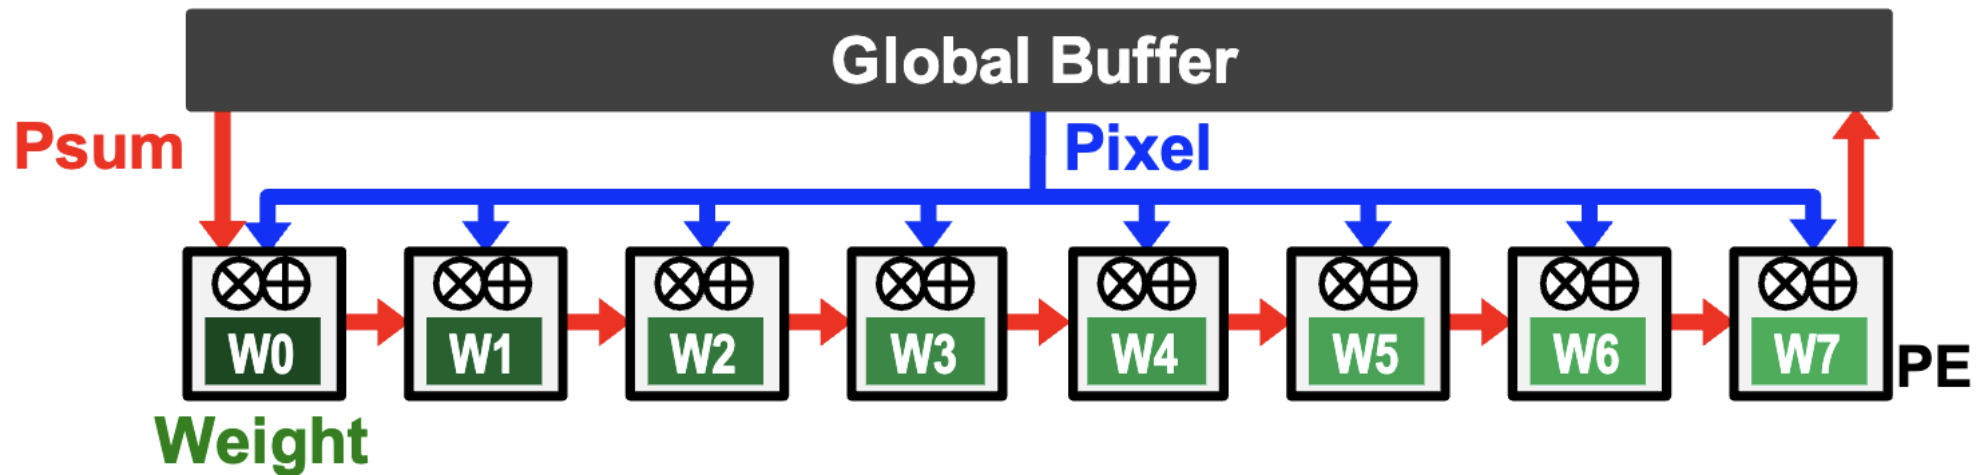 Global Buffer
Psum
Pixel
W0
W1
W2
W3
W4
W5
W6
W7
PE
Weight